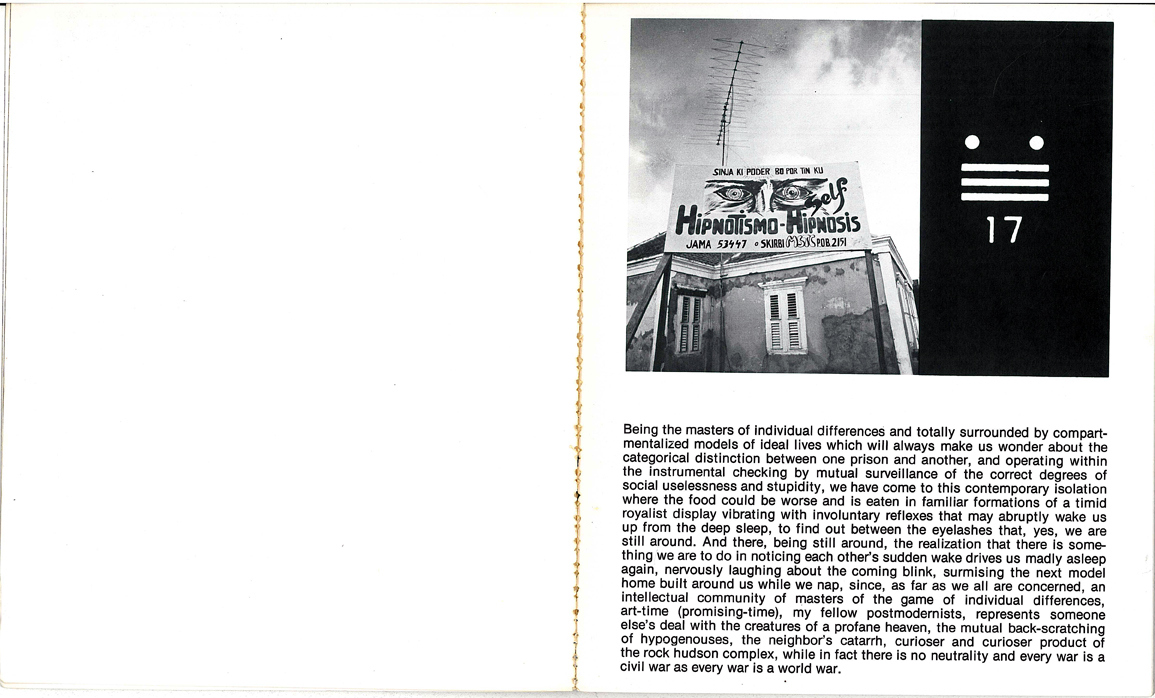 SINJA KI PODER BO POR TIN KU
self
HIPNOTISMO-HIPNOSIS
JAMA 53447 o SKIRBI P.O.B. 2151
17
Being the masters of individual differences and totally surrounded by compart-
mentalized models of ideal lives which will always make us wonder about the
categorical distinction between one prison and another, and operating within
the instrumental checking by mutual surveillance of the correct degrees of
social uselessness and stupidity, we have come to this contemporary isolation
where the food could be worse and is eaten in familiar formations of a timid
royalist display vibrating with involuntary reflexes that may abruptly wake us
up from the deep sleep, to find out between the eyelashes that, yes, we are
still around. And there, being still around, the realization that there is some-
thing we are to do in noticing each other's sudden wake drives us madly asleep
again, nervously laughing about the coming blink, surmising the next model
home built around us while we nap, since, as far as we all are concerned, an
intellectual community of masters of the game of individual differences,
art-time (promising-time), my fellow postmodernists, represents someone
else's deal with the creatures of a profane heaven, the mutual back-scratching
of hypogenouses, the neighbor's catarrh, curioser and curioser product of
the rock hudson complex, while in fact there is no neutrality and every war is a
civil war as every war is a world war.